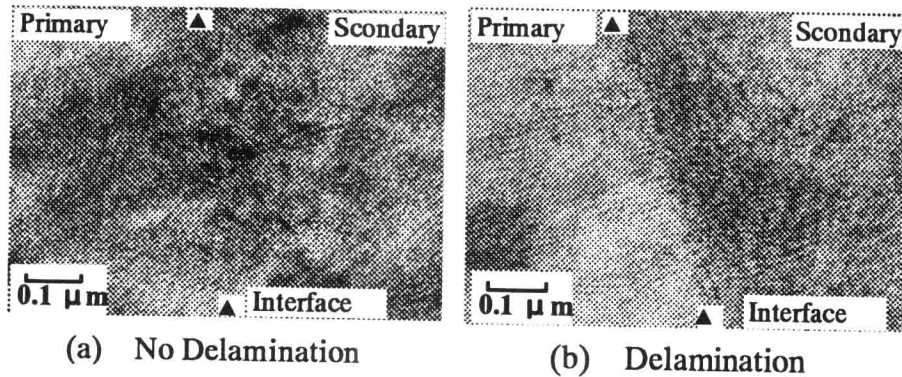 Primary
Scondary
0.1 μm
Interface
(a) No Delamination
Primary
Scondary
0.1 μm
Interface
(b) Delamination